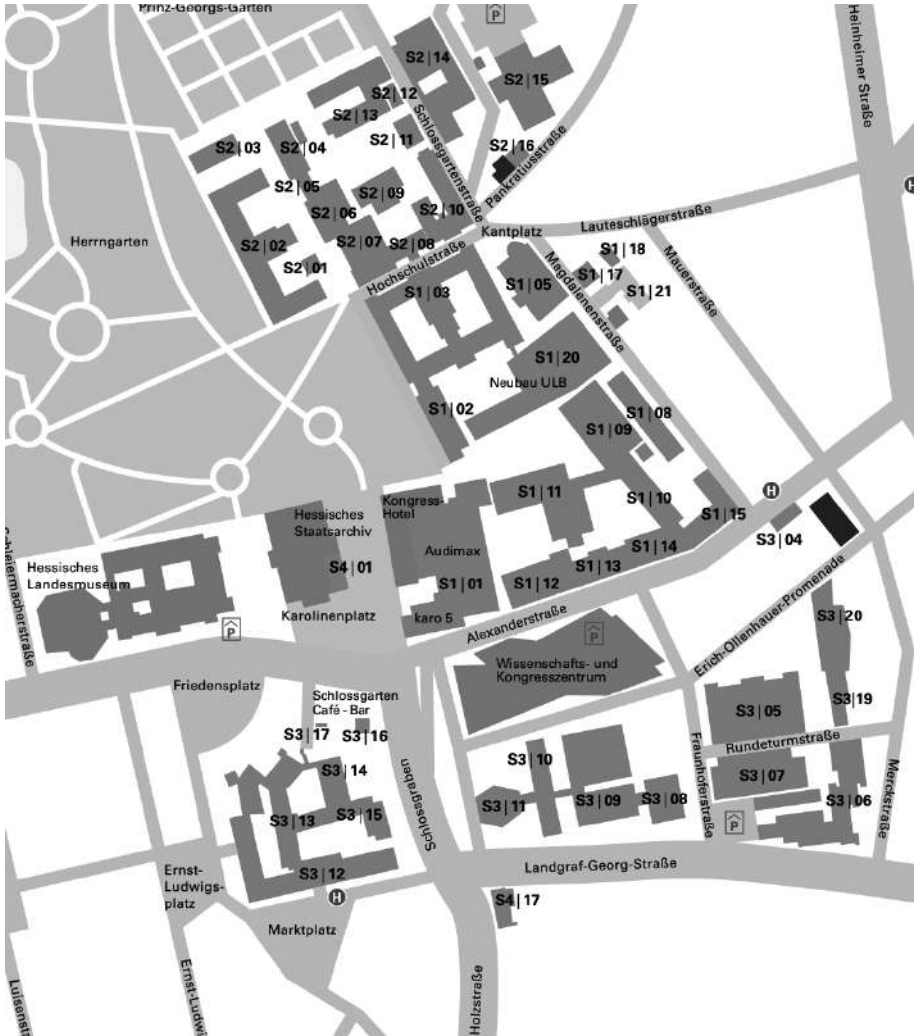 Prinz-Georgs-Garten
P
S2|14
S2|15
Heinheimer Straße
S2|12
S2|13
S2|11
Schlossgartenstraße
S2|16
Pankratiusstraße
S2|03
S2|04
S2|05
S2|09
S2|06
S2|10
H
Herrngarten
S2|02
S2|07
S2|08
S2|01
Kantplatz
Lauteschlägerstraße
Hochschulstraße
S1|03
S1|05
Magdalenenstraße
S1|18
S1|17
S1|21
Mauerstraße
S1|20
Neubau ULB
S1|02
S1|08
S1|09
Kongress-
Hotel
S1|11
S1|10
H
Hessisches
Staatsarchiv
S1|15
Audimax
S1|14
S3|04
Schleiermacherstraße
Hessisches
Landesmuseum
S4|01
S1|01
S1|12
S1|13
Karolinenplatz
karo 5
Alexanderstraße
P
P
Erich-Ollenhauer-Promenade
S3|20
Wissenschafts- und
Kongresszentrum
Friedensplatz
Schlossgarten
Café - Bar
S3|19
S3|05
S3|17
S3|16
Rundeturmstraße
S3|10
S3|14
S3|07
Fraunhoferstraße
Merckstraße
Schlossgraben
S3|11
S3|09
S3|08
S3|06
S3|13
S3|15
P
S3|12
Landgraf-Georg-Straße
Ernst-
Ludwigs-
platz
H
S4|17
Marktplatz
Holzstraße
Luisenst
Ernst-Ludwi